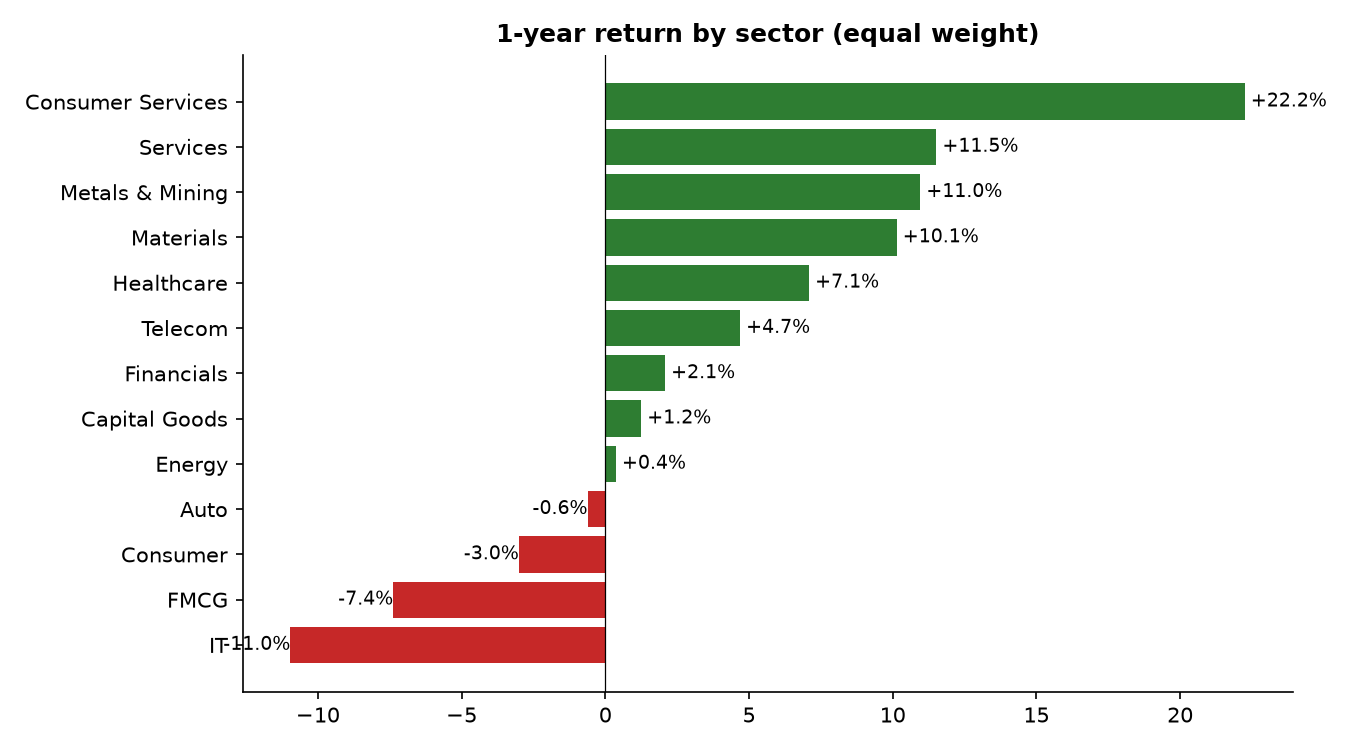 1-year return by sector (equal weight)
Consumer Services +22.2%
Services +11.5%
Metals & Mining +11.0%
Materials +10.1%
Healthcare +7.1%
Telecom +4.7%
Financials +2.1%
Capital Goods +1.2%
Energy +0.4%
Auto -0.6%
Consumer -3.0%
FMCG -7.4%
IT -11.0%
−10 −5 0 5 10 15 20